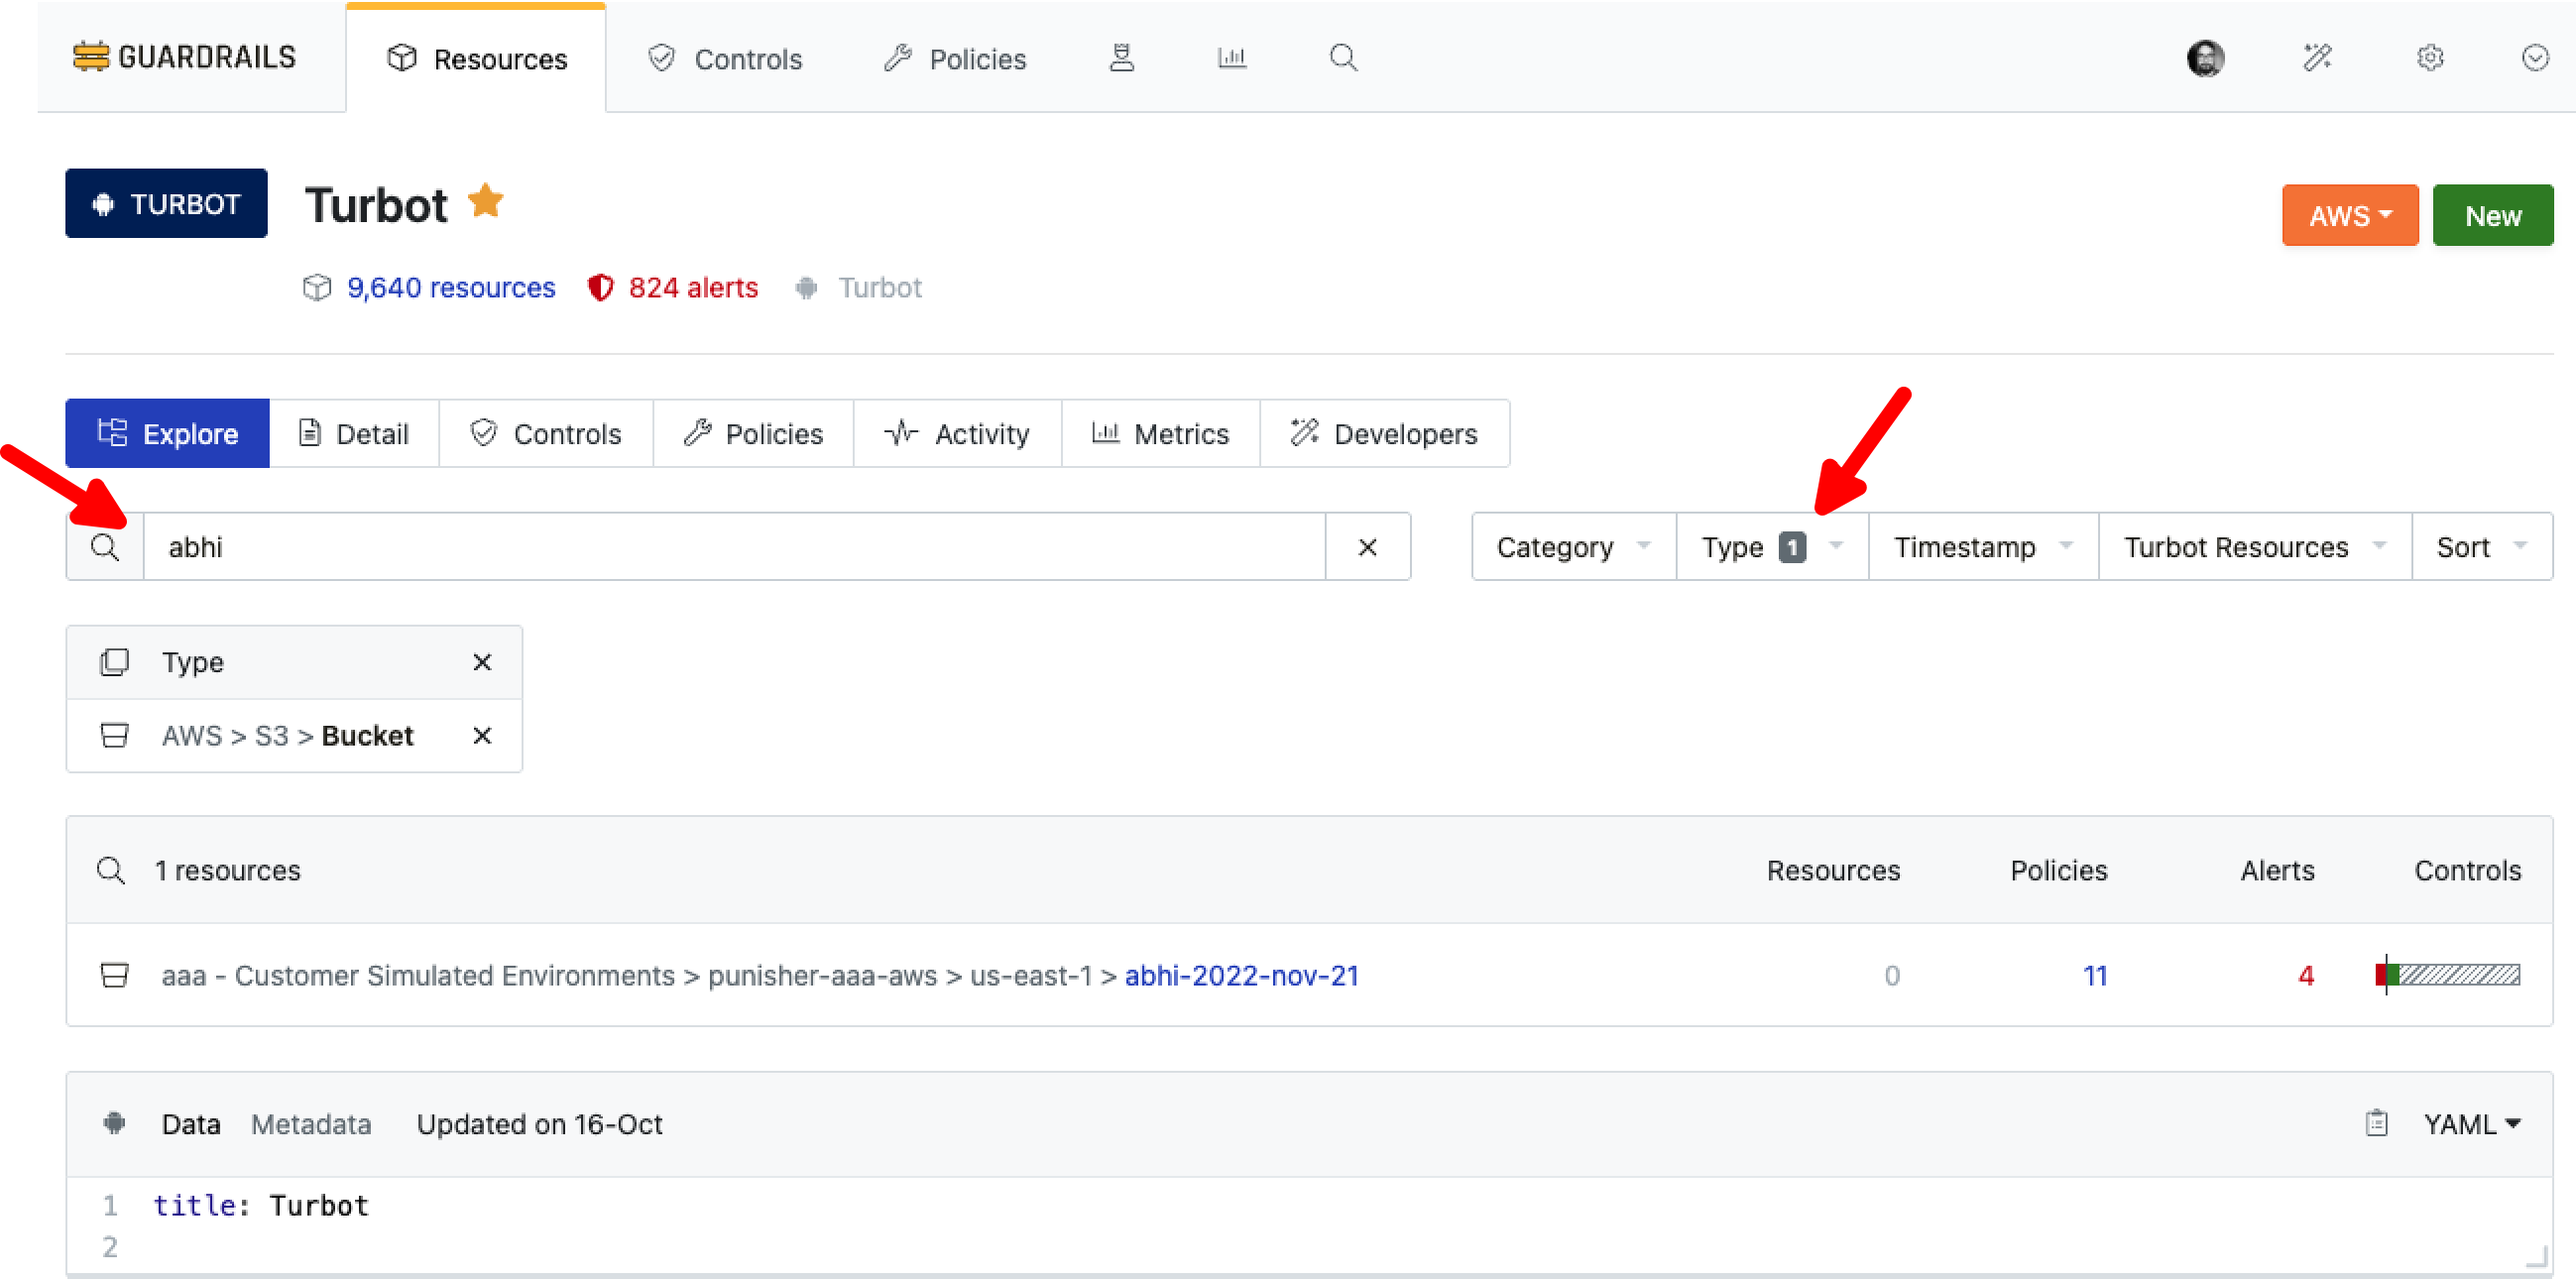 GUARDRAILS Resources Controls Policies
TURBOT Turbot AWS New
9,640 resources 824 alerts Turbot
Explore Detail Controls Policies Activity Metrics Developers
abhi Category Type 1 Timestamp Turbot Resources Sort
Type
AWS > S3 > Bucket
1 resources Resources Policies Alerts Controls
aaa - Customer Simulated Environments > punisher-aaa-aws > us-east-1 > abhi-2022-nov-21 0 11 4
Data Metadata Updated on 16-Oct YAML
1 title: Turbot
2